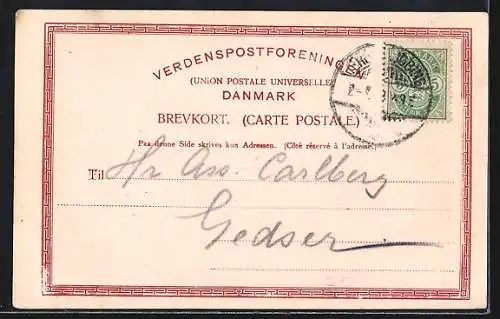 VERDENSPOSTFORENINGEN
(UNION POSTALE UNIVERSELLE)
DANMARK
BREVKORT. (CARTE POSTALE.)
Paa denne Side skrives kun Adressen. (Côté réservé à l'adresse.)
Til Hr Ass. Carlberg
Gedser